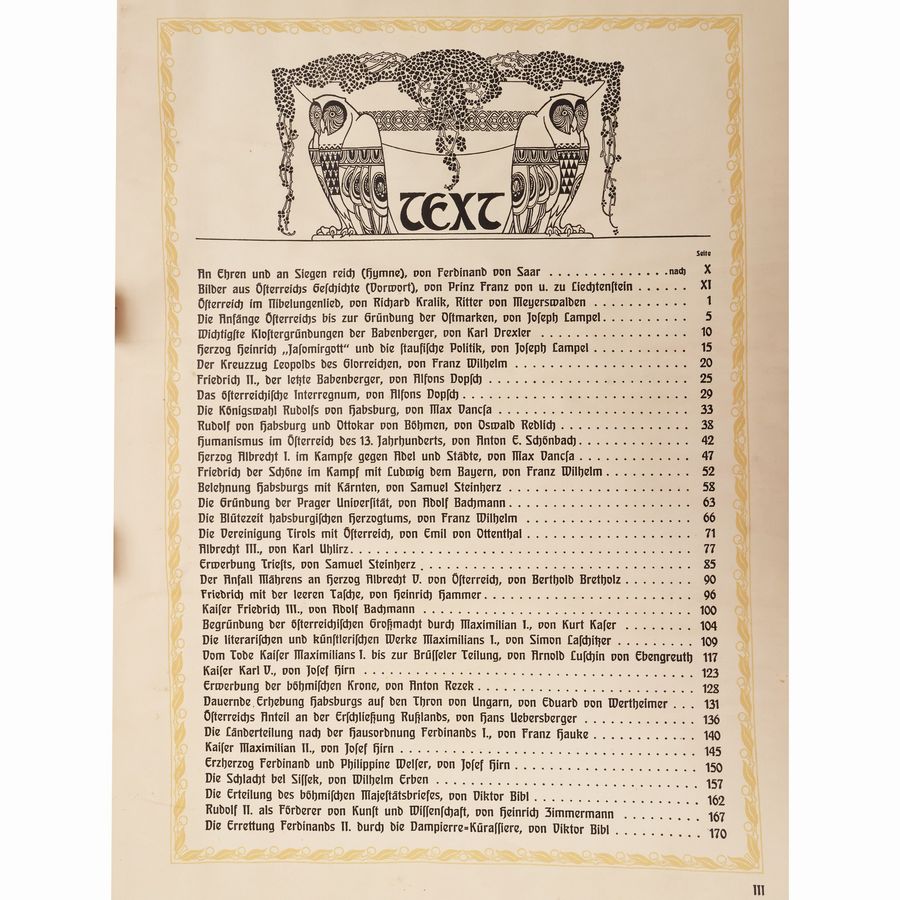 TEXT
Seite
An Ehren und an Siegen reich (Hymne), von Ferdinand von Saar . . . . . . . . . . . . . . nach X
Bilder aus Öſterreichs Geſchichte (Vorwort), von Prinz Franz von u. zu Liechtenſtein . . . . . . XI
Öſterreich im Nibelungenlied, von Richard Kralik, Ritter von Meyerswalden . . . . . . . . . . . 1
Die Anfänge Öſterreichs bis zur Gründung der Oſtmarken, von Joſeph Lampel . . . . . . . . . . 5
Wichtigſte Kloſtergründungen der Babenberger, von Karl Drexler . . . . . . . . . . . . . . . 10
Herzog Heinrich „Jaſomirgott“ und die ſtaufiſche Politik, von Joſeph Lampel . . . . . . . . . . . 15
Der Kreuzzug Leopolds des Glorreichen, von Franz Wilhelm . . . . . . . . . . . . . . . . . 20
Friedrich II., der letzte Babenberger, von Alfons Dopſch . . . . . . . . . . . . . . . . . . . . 25
Das öſterreichiſche Interregnum, von Alfons Dopſch . . . . . . . . . . . . . . . . . . . . . . . 29
Die Königswahl Rudolfs von Habsburg, von Max Vancſa . . . . . . . . . . . . . . . . . . . 33
Rudolf von Habsburg und Ottokar von Böhmen, von Oswald Redlich . . . . . . . . . . . . . 38
Humanismus im Öſterreich des 13. Jahrhunderts, von Anton E. Schönbach . . . . . . . . . . . . 42
Herzog Albrecht I. im Kampfe gegen Adel und Städte, von Max Vancſa . . . . . . . . . . . . 47
Friedrich der Schöne im Kampf mit Ludwig dem Bayern, von Franz Wilhelm . . . . . . . . . . 52
Belehnung Habsburgs mit Kärnten, von Samuel Steinherz . . . . . . . . . . . . . . . . . . 58
Die Gründung der Prager Univerſität, von Adolf Bachmann . . . . . . . . . . . . . . . . . . 63
Die Blütezeit habsburgiſchen Herzogtums, von Franz Wilhelm . . . . . . . . . . . . . . . . 66
Die Vereinigung Tirols mit Öſterreich, von Emil von Ottenthal . . . . . . . . . . . . . . . . 71
Albrecht III., von Karl Uhlirz . . . . . . . . . . . . . . . . . . . . . . . . . . . . . . . . . 77
Erwerbung Trieſts, von Samuel Steinherz . . . . . . . . . . . . . . . . . . . . . . . . . . 85
Der Anfall Mährens an Herzog Albrecht V. von Öſterreich, von Berthold Bretholz . . . . . . . . 90
Friedrich mit der leeren Taſche, von Heinrich Hammer . . . . . . . . . . . . . . . . . . . . . 96
Kaiſer Friedrich III., von Adolf Bachmann . . . . . . . . . . . . . . . . . . . . . . . . . . 100
Begründung der öſterreichiſchen Großmacht durch Maximilian I., von Kurt Kaſer . . . . . . . . 104
Die literariſchen und künſtleriſchen Werke Maximilians I., von Simon Laſchitzer . . . . . . . . . 109
Vom Tode Kaiſer Maximilians I. bis zur Brüſſeler Teilung, von Arnold Luſchin von Ebengreuth 117
Kaiſer Karl V., von Joſef Hirn . . . . . . . . . . . . . . . . . . . . . . . . . . . . . . . 123
Erwerbung der böhmiſchen Krone, von Anton Rezek . . . . . . . . . . . . . . . . . . . . . . 128
Dauernde Erhebung Habsburgs auf den Thron von Ungarn, von Eduard von Wertheimer . . . 131
Öſterreichs Anteil an der Erſchließung Rußlands, von Hans Uebersberger . . . . . . . . . . . 136
Die Länderteilung nach der Hausordnung Ferdinands I., von Franz Hauke . . . . . . . . . . . 140
Kaiſer Maximilian II., von Joſef Hirn . . . . . . . . . . . . . . . . . . . . . . . . . . . . 145
Erzherzog Ferdinand und Philippine Welſer, von Joſef Hirn . . . . . . . . . . . . . . . . . . 150
Die Schlacht bei Siſſek, von Wilhelm Erben . . . . . . . . . . . . . . . . . . . . . . . . . 157
Die Erteilung des böhmiſchen Majeſtätsbriefes, von Viktor Bibl . . . . . . . . . . . . . . . . 162
Rudolf II. als Förderer von Kunſt und Wiſſenſchaft, von Heinrich Zimmermann . . . . . . . . . 167
Die Errettung Ferdinands II. durch die Dampierre=Küraſſiere, von Viktor Bibl . . . . . . . . . 170
III